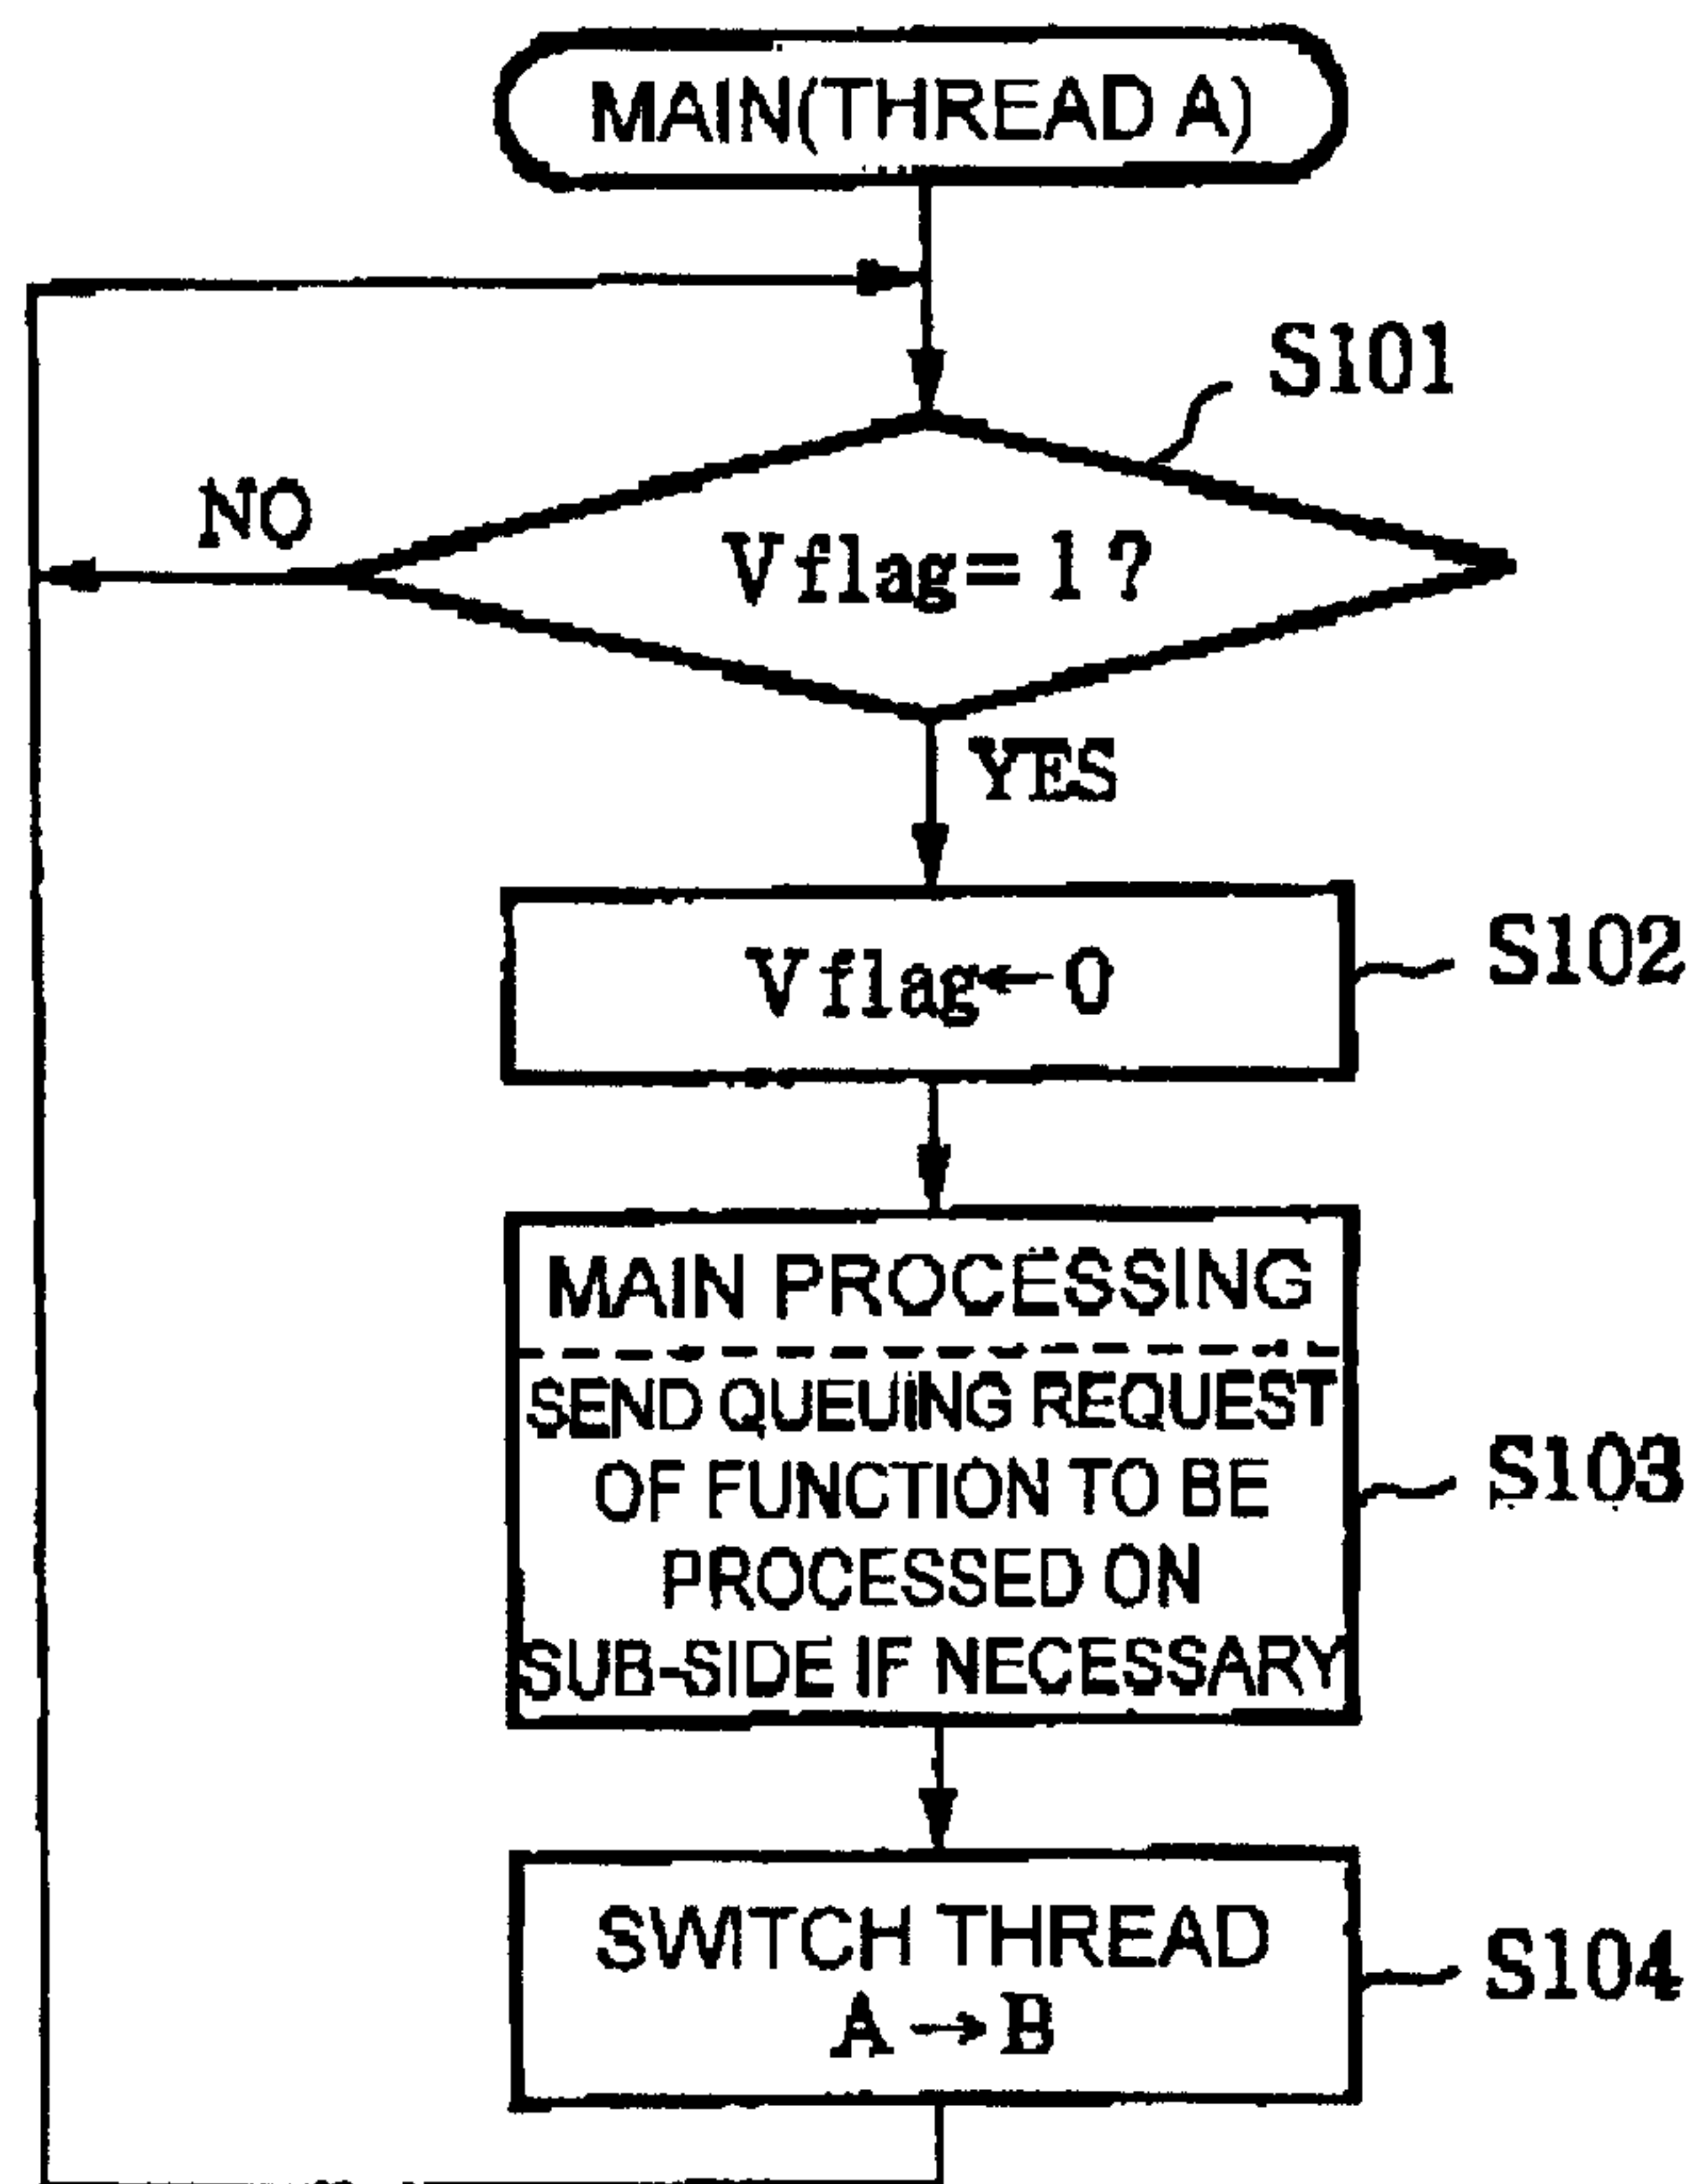 MAIN(THREAD A)
S101
NO
Vflag=1?
YES
Vflag←0
S102
MAIN PROCESSING
SEND QUEUING REQUEST
OF FUNCTION TO BE
PROCESSED ON
SUB-SIDE IF NECESSARY
S103
SWITCH THREAD
A→B
S104